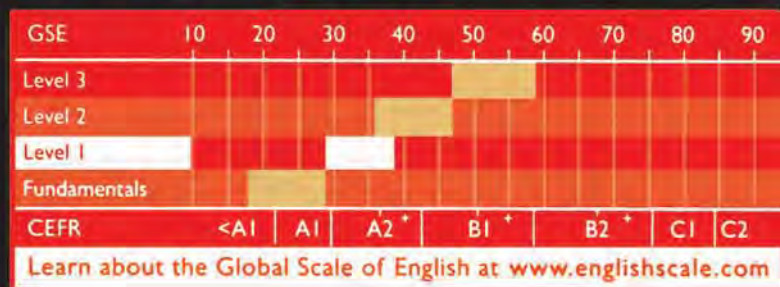 GSE 10 20 30 40 50 60 70 80 90
Level 3
Level 2
Level 1
Fundamentals
CEFR <A1 A1 A2 + B1 + B2 + C1 C2
Learn about the Global Scale of English at www.englishscale.com